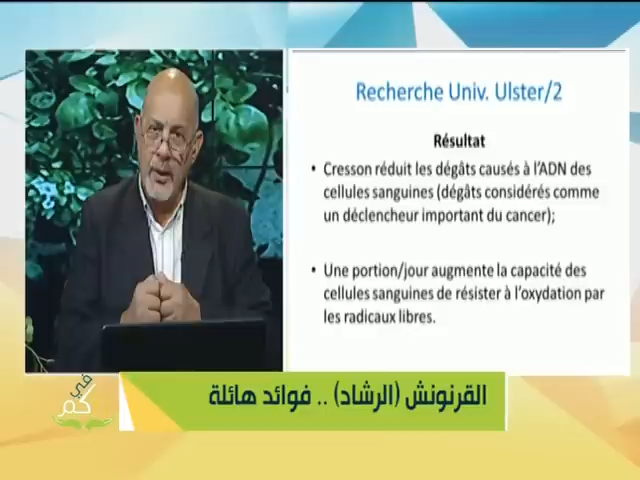 Recherche Univ. Ulster/2
Résultat
• Cresson réduit les dégâts causés à l'ADN des
cellules sanguines (dégâts considérés comme
un déclencheur important du cancer);
• Une portion/jour augmente la capacité des
cellules sanguines de résister à l'oxydation par
les radicaux libres.
القرنونش (الرشاد) .. فوائد هائلة
في
كم